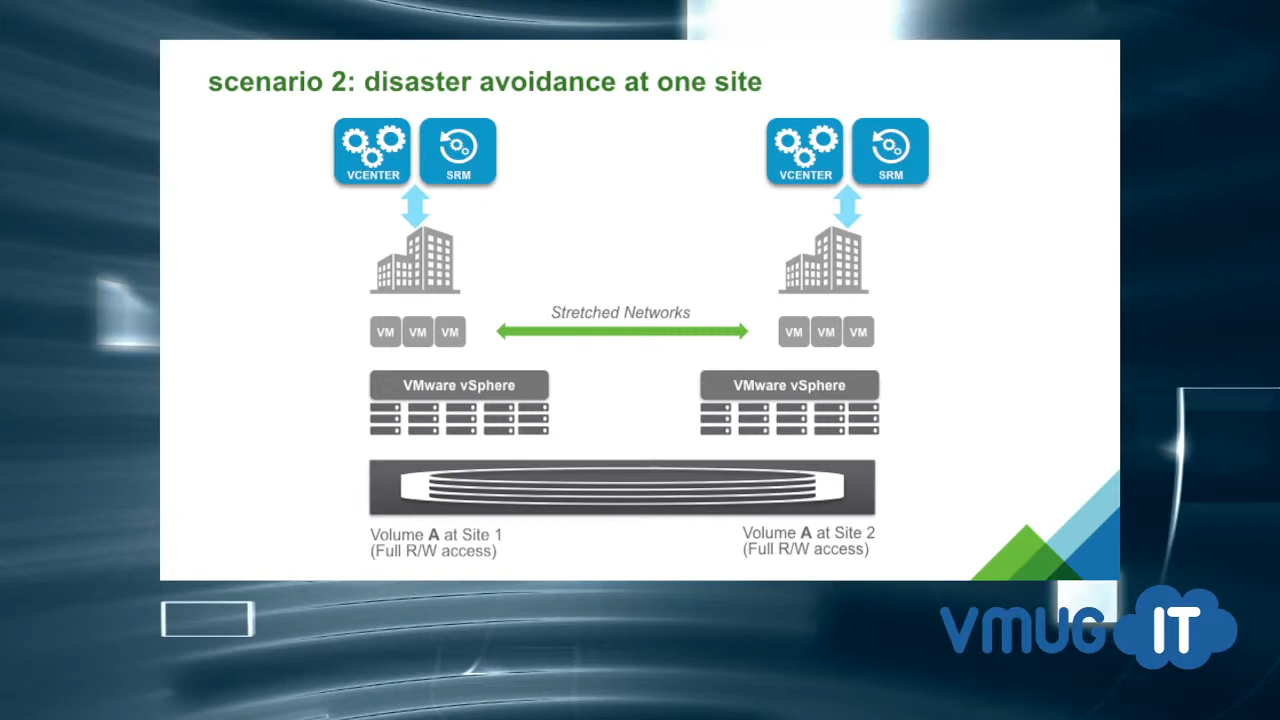 scenario 2: disaster avoidance at one site
VCENTER
SRM
VCENTER
SRM
Stretched Networks
VM VM VM
VM VM VM
VMware vSphere
VMware vSphere
Volume A at Site 1
(Full R/W access)
Volume A at Site 2
(Full R/W access)
VMUG IT